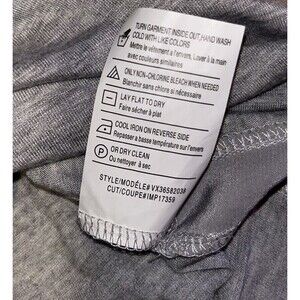 TURN GARMENT INSIDE OUT,HAND WASH
COLD WITH LIKE COLORS
Mettre le vêtement a l'envers, Laver à la main
avec couleurs similaires
ONLY NON-CHLORINE BLEACH WHEN NEEDED
Blanchir sans chlore si nécessaire
LAY FLAT TO DRY
Faire sécher à plat
COOL IRON ON REVERSE SIDE
Repasser a basse température sur l'envers
P
OR DRY CLEAN
Ou nettoyer à sec
STYLE/MODÉLE# VX36582038
CUT/COUPE#IMP17359